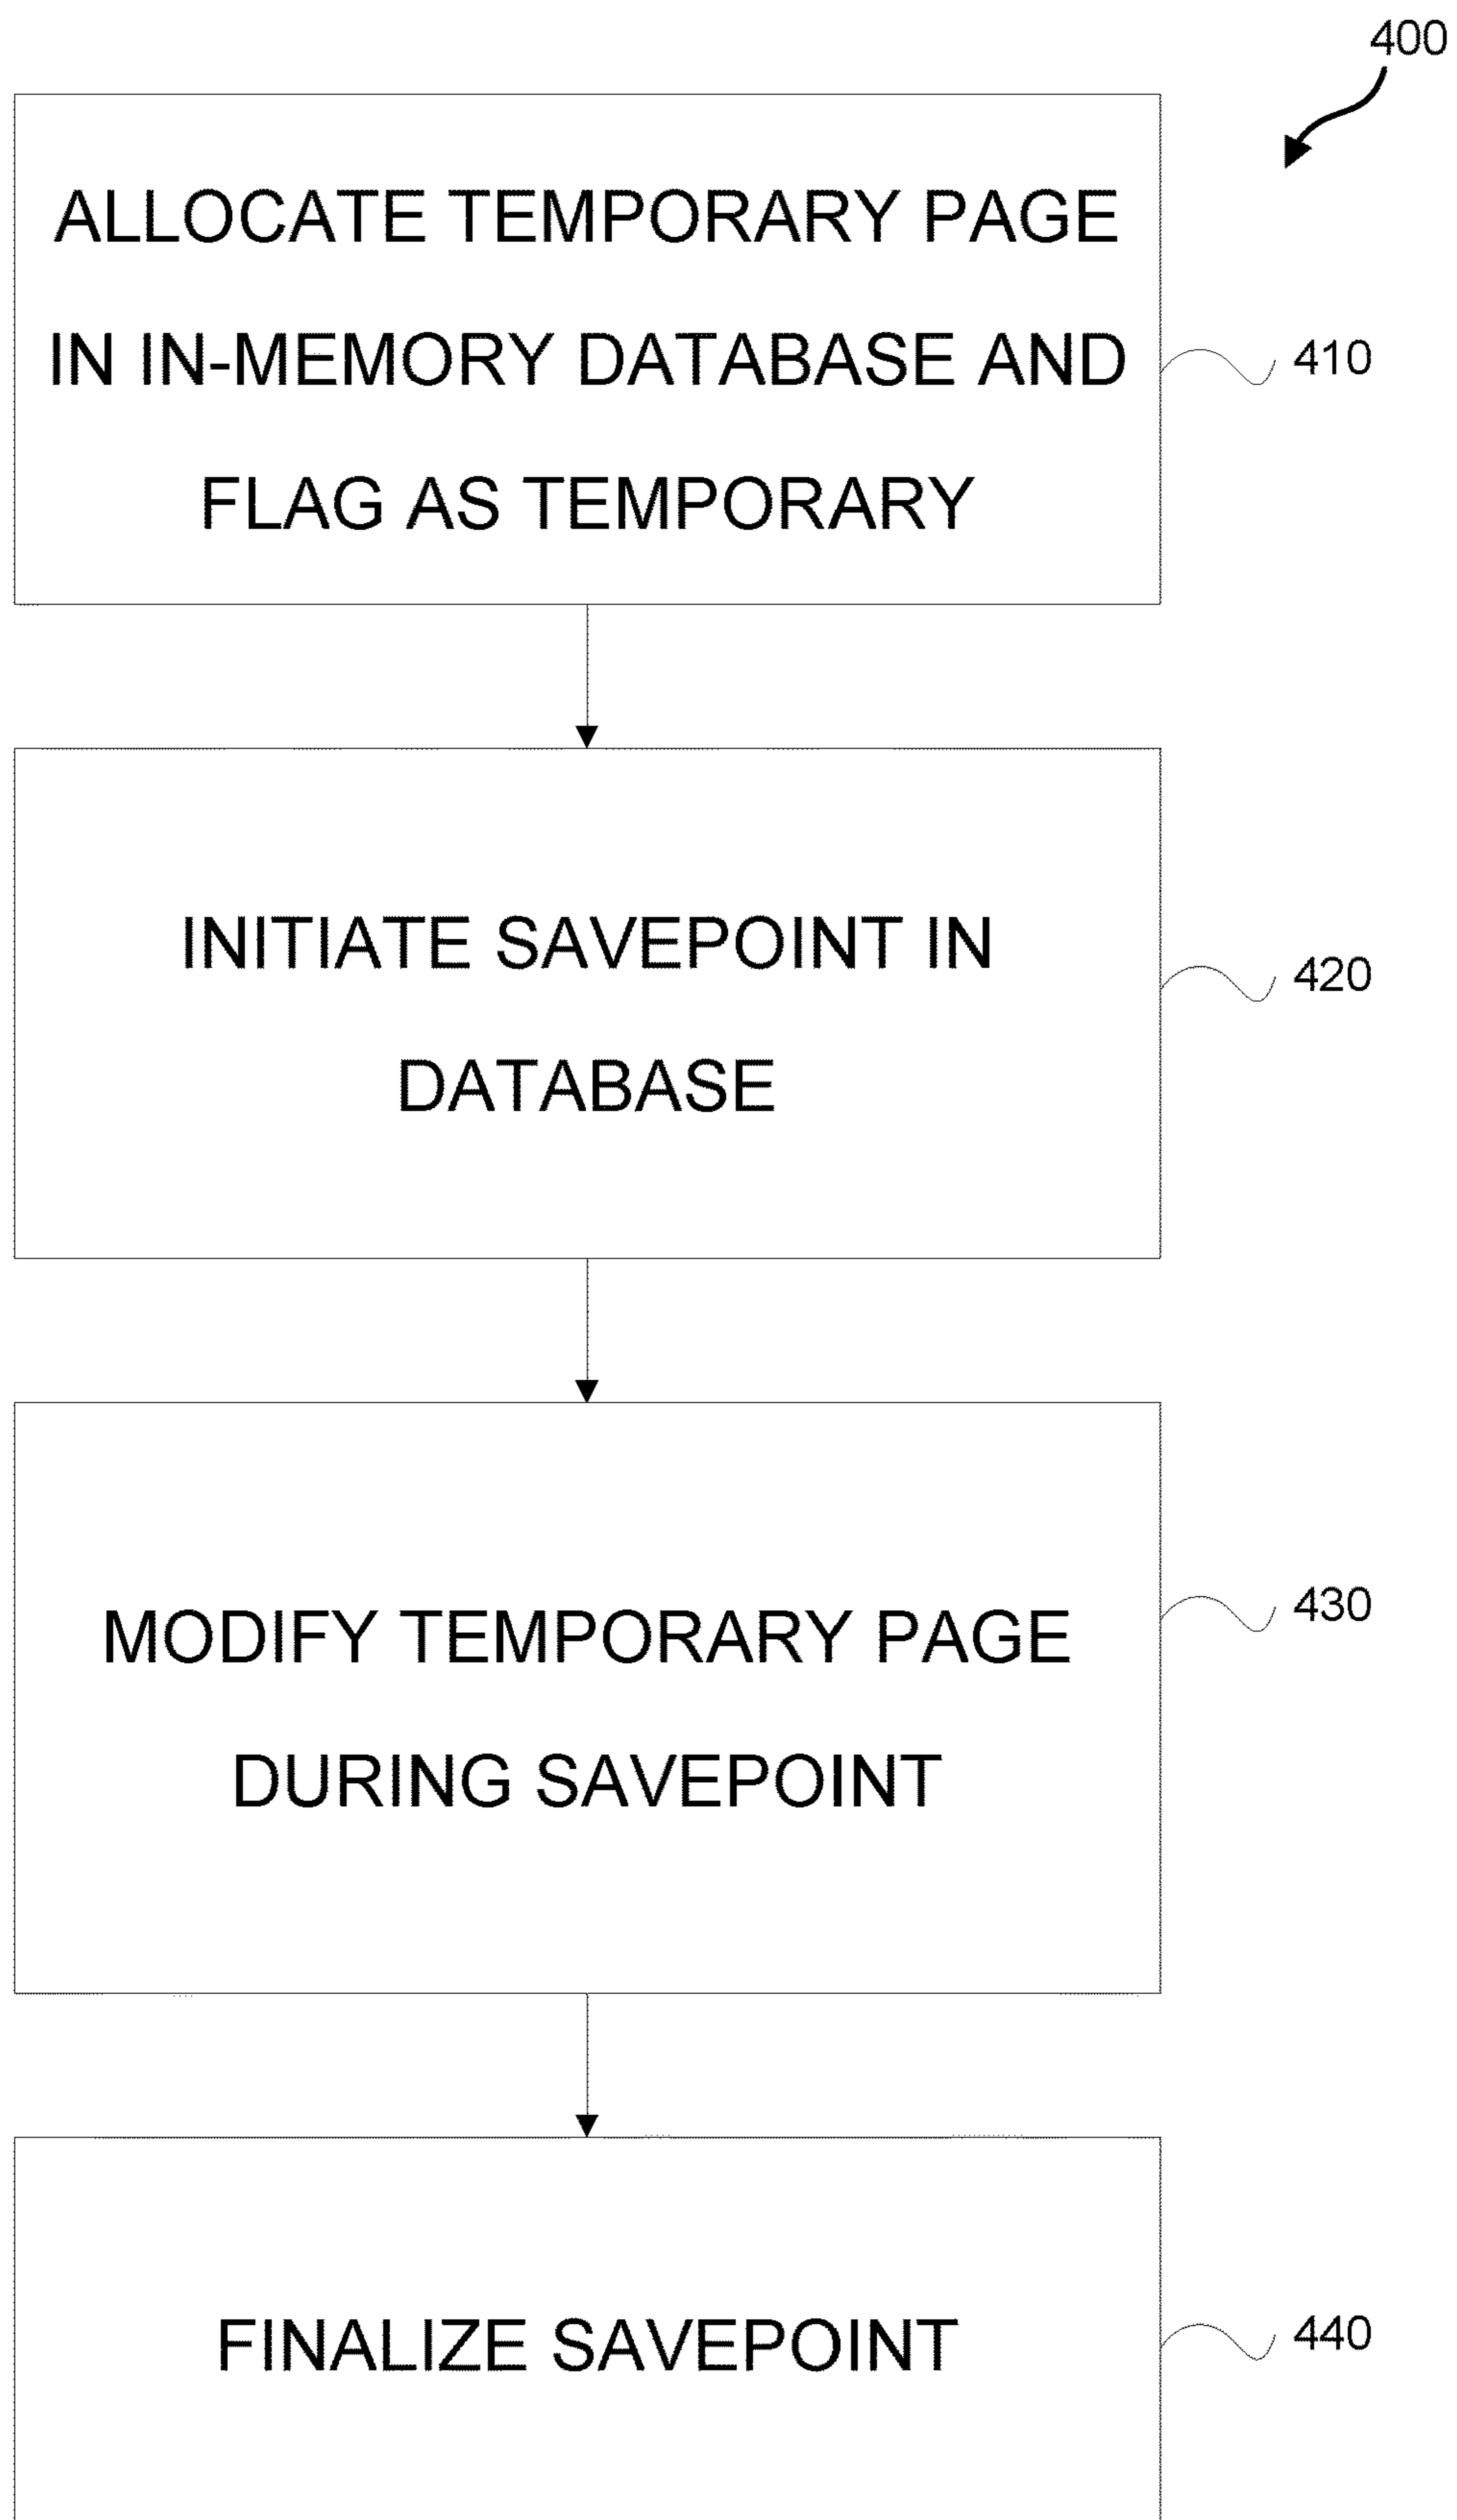 400
ALLOCATE TEMPORARY PAGE
IN IN-MEMORY DATABASE AND
FLAG AS TEMPORARY
410
INITIATE SAVEPOINT IN
DATABASE
420
MODIFY TEMPORARY PAGE
DURING SAVEPOINT
430
FINALIZE SAVEPOINT
440